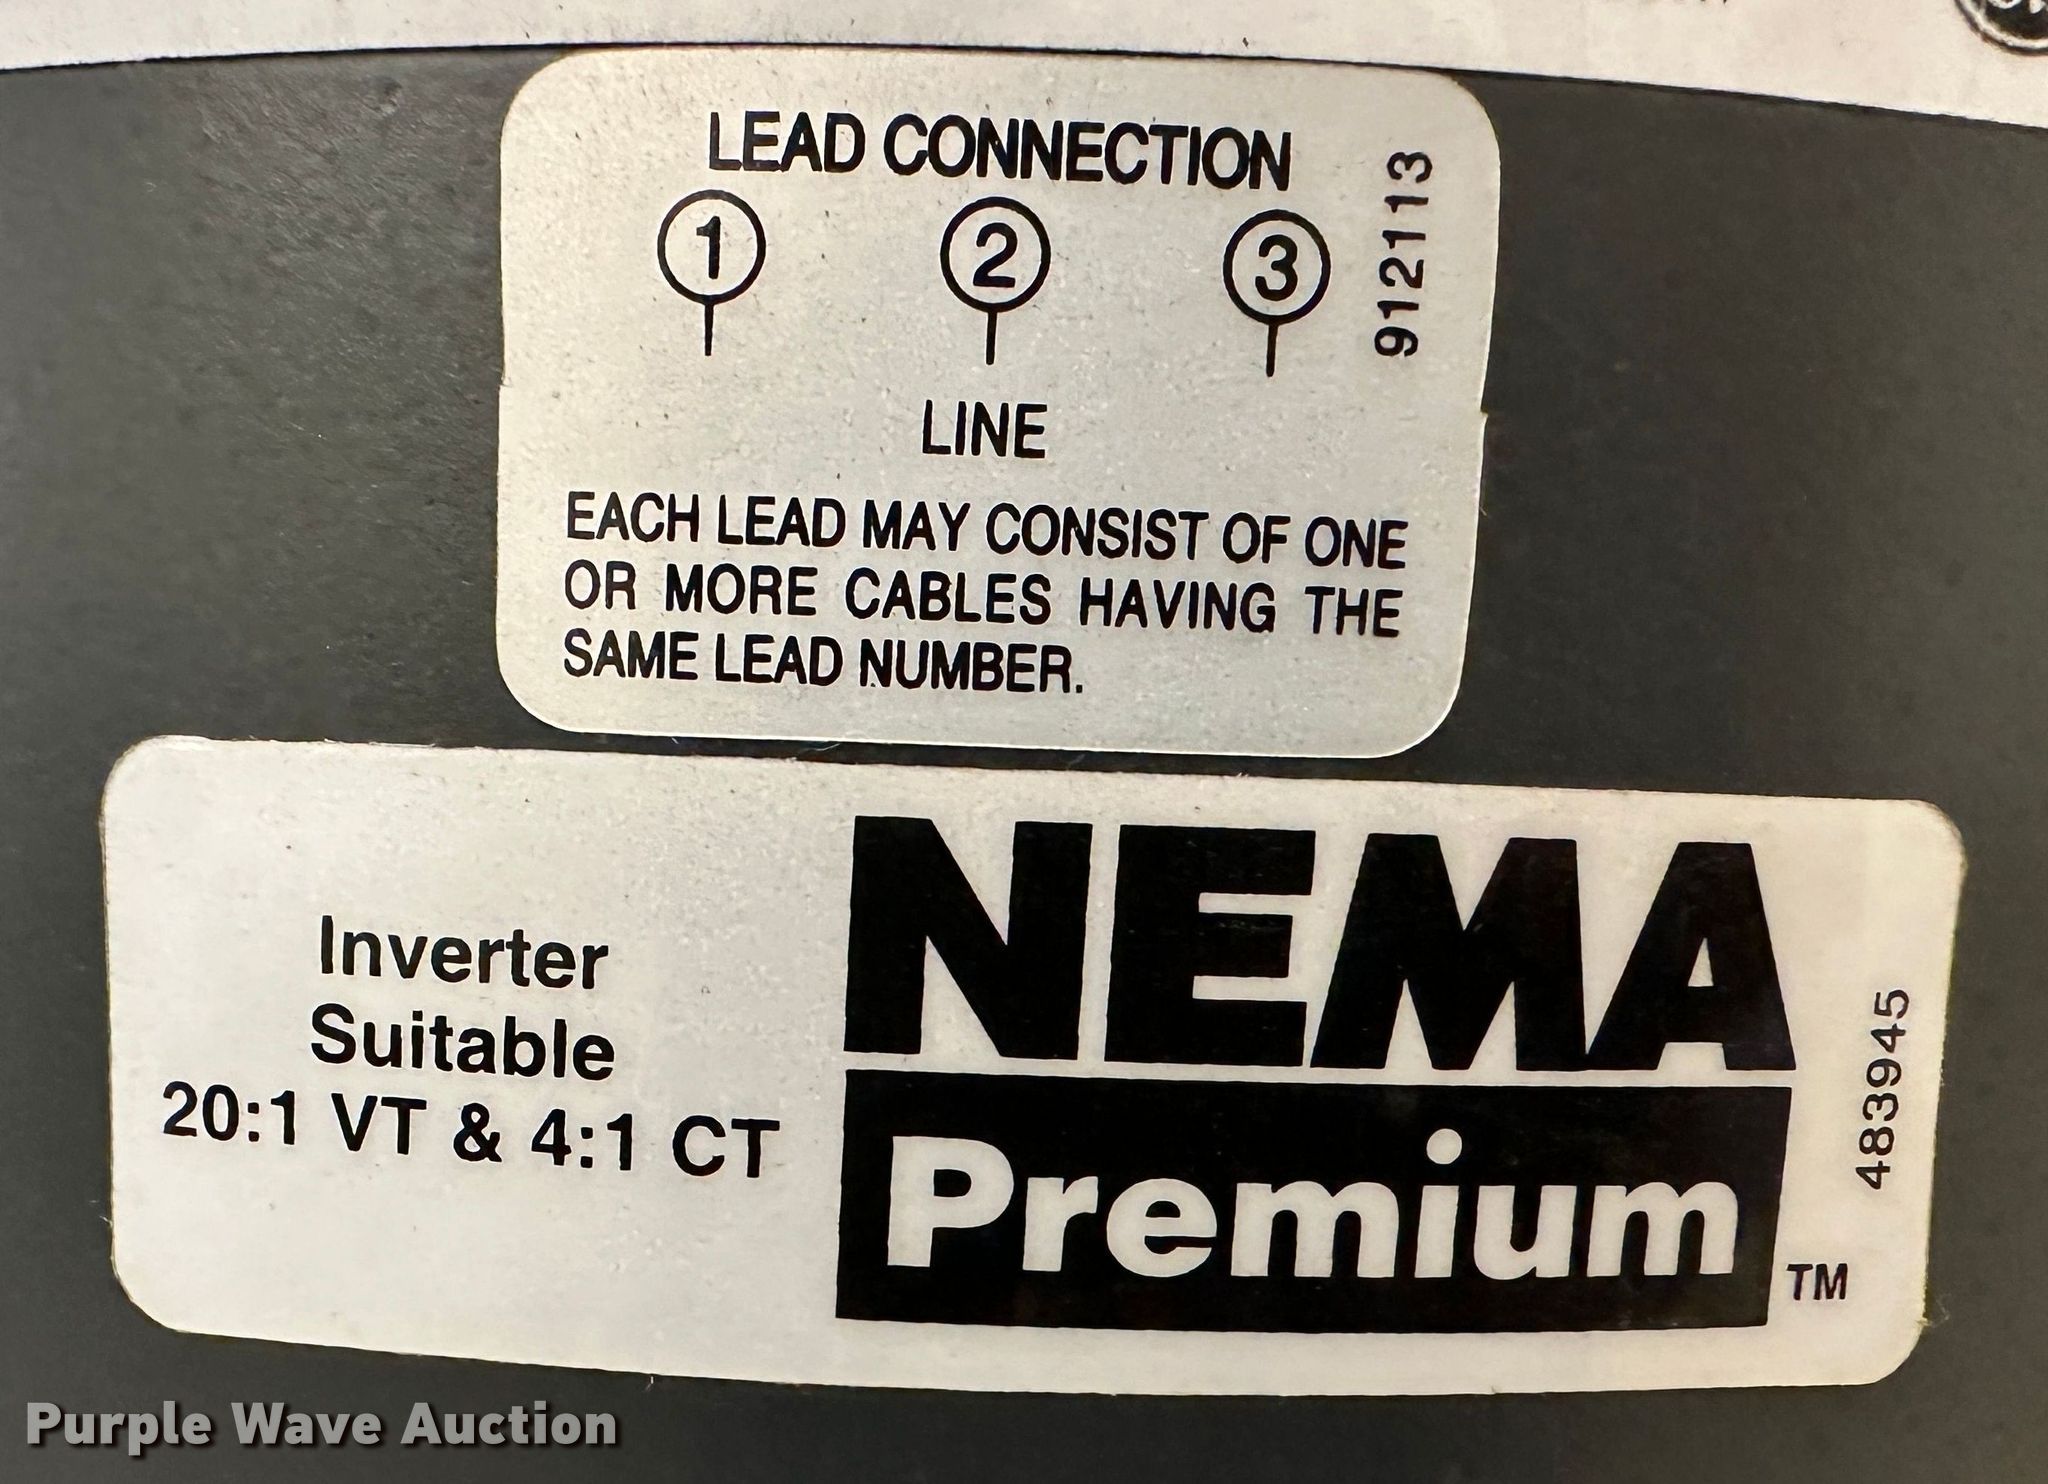 LEAD CONNECTION
1 2 3
912113
LINE
EACH LEAD MAY CONSIST OF ONE
OR MORE CABLES HAVING THE
SAME LEAD NUMBER.
Inverter
Suitable
20:1 VT & 4:1 CT
NEMA
Premium
TM
483945
Purple Wave Auction